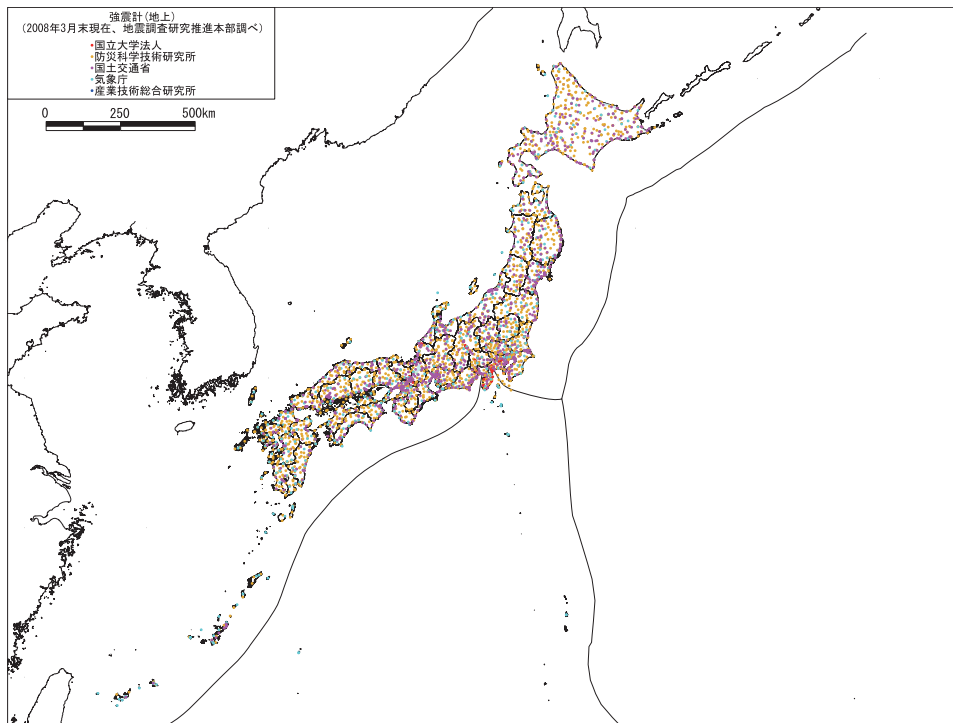 強震計(地上)
(2008年3月末現在、地震調査研究推進本部調べ)
国立大学法人
防災科学技術研究所
国土交通省
気象庁
産業技術総合研究所
0 250 500km